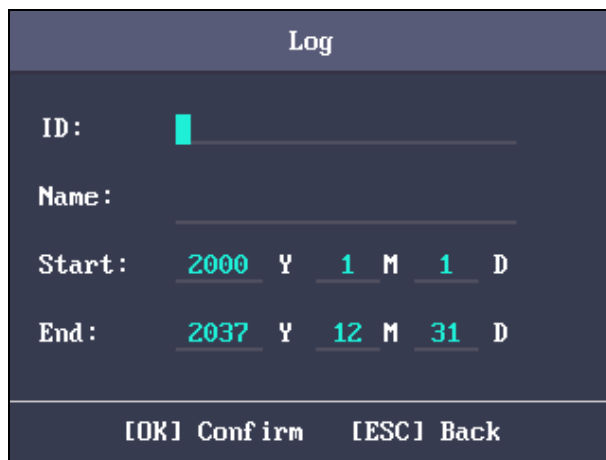 Log
ID:
Name:
Start: 2000 Y 1 M 1 D
End: 2037 Y 12 M 31 D
[OK] Confirm [ESC] Back